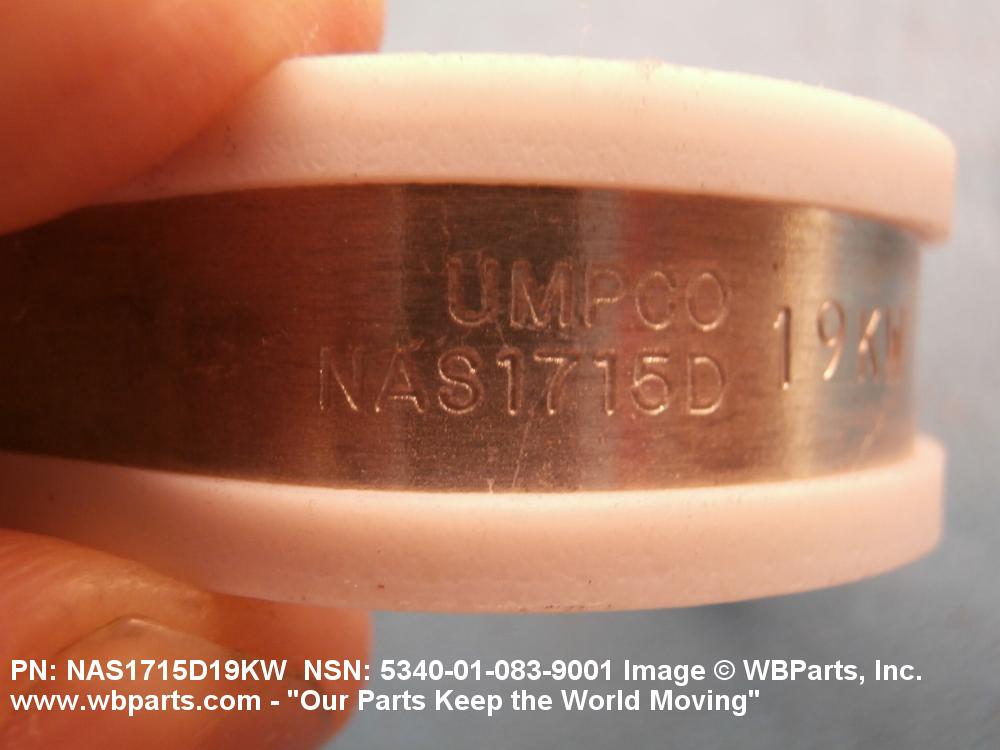 UMPCO
NAS1715D 19KW
PN: NAS1715D19KW NSN: 5340-01-083-9001 Image © WBParts, Inc.
www.wbparts.com - "Our Parts Keep the World Moving"